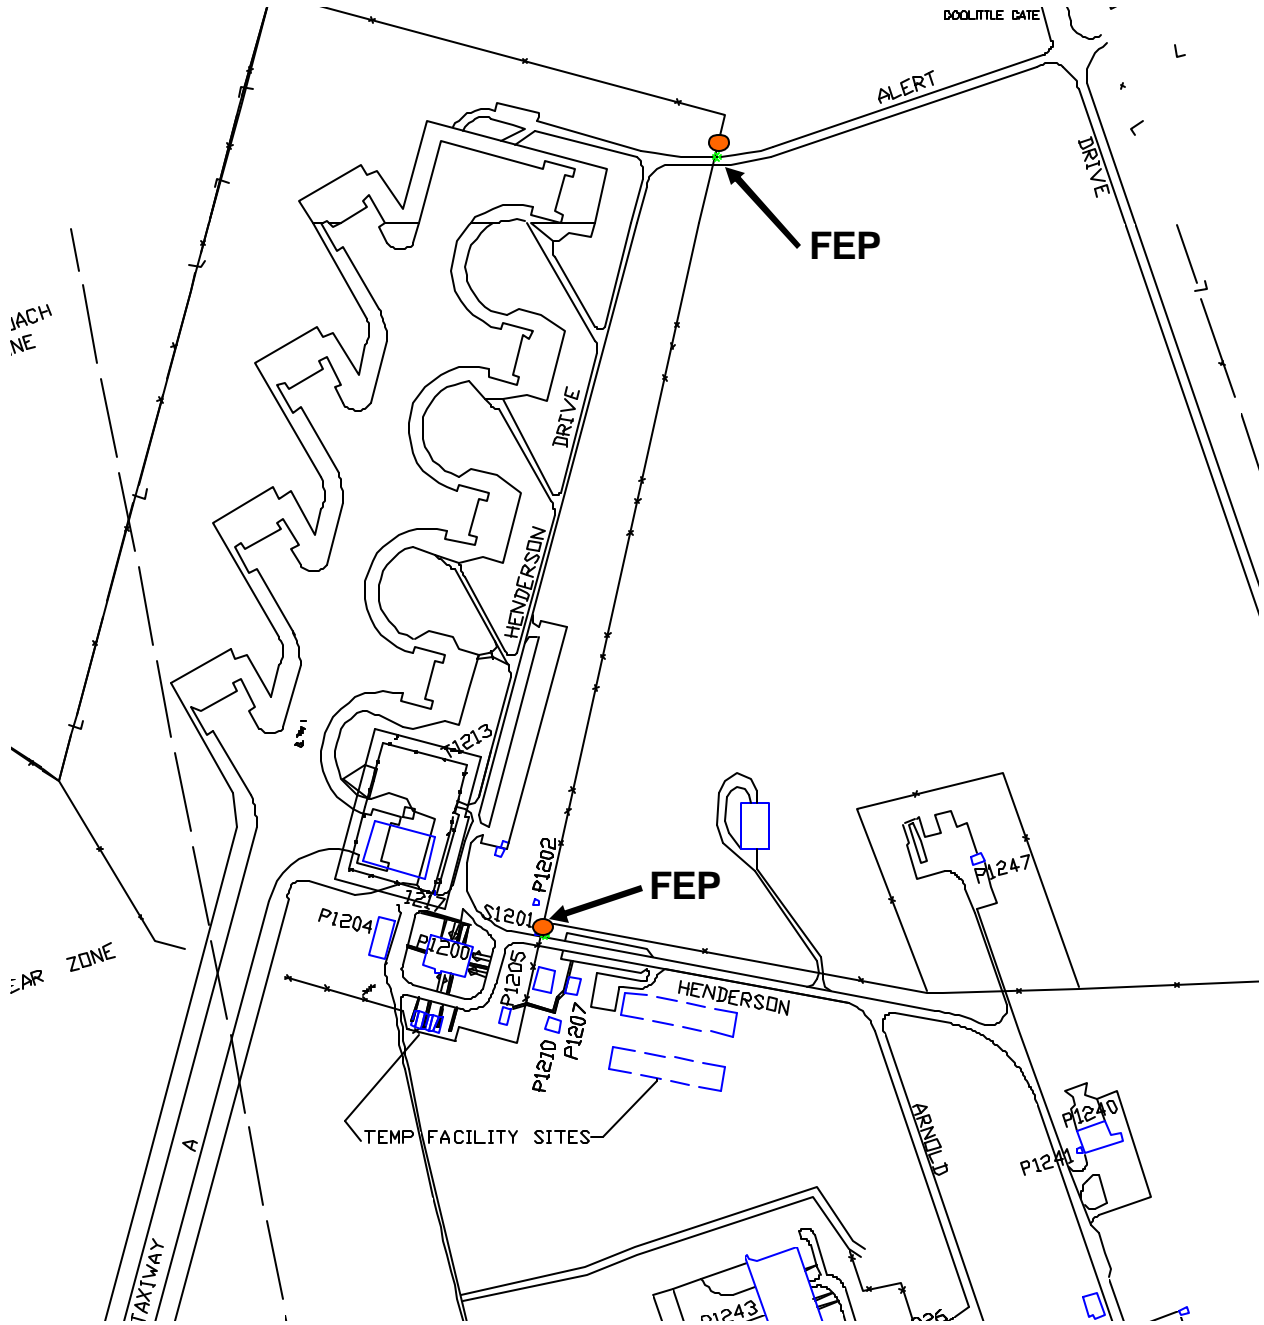 DOOLITTLE GATE
ALERT
DRIVE
FEP
DRIVE
HENDERSON
T1213
P1202
FEP
P1247
1217
S1201
P1204
P1200
P1205
HENDERSON
P1207
P1210
ZONE
P1240
P1241
ARNOLD
TEMP FACILITY SITES
A
TAXIWAY
P1243